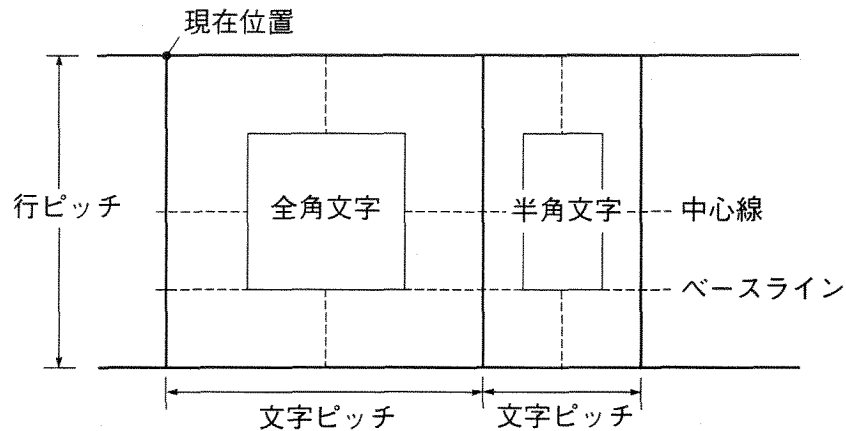 現在位置
行ピッチ
全角文字
半角文字
中心線
ベースライン
文字ピッチ
文字ピッチ